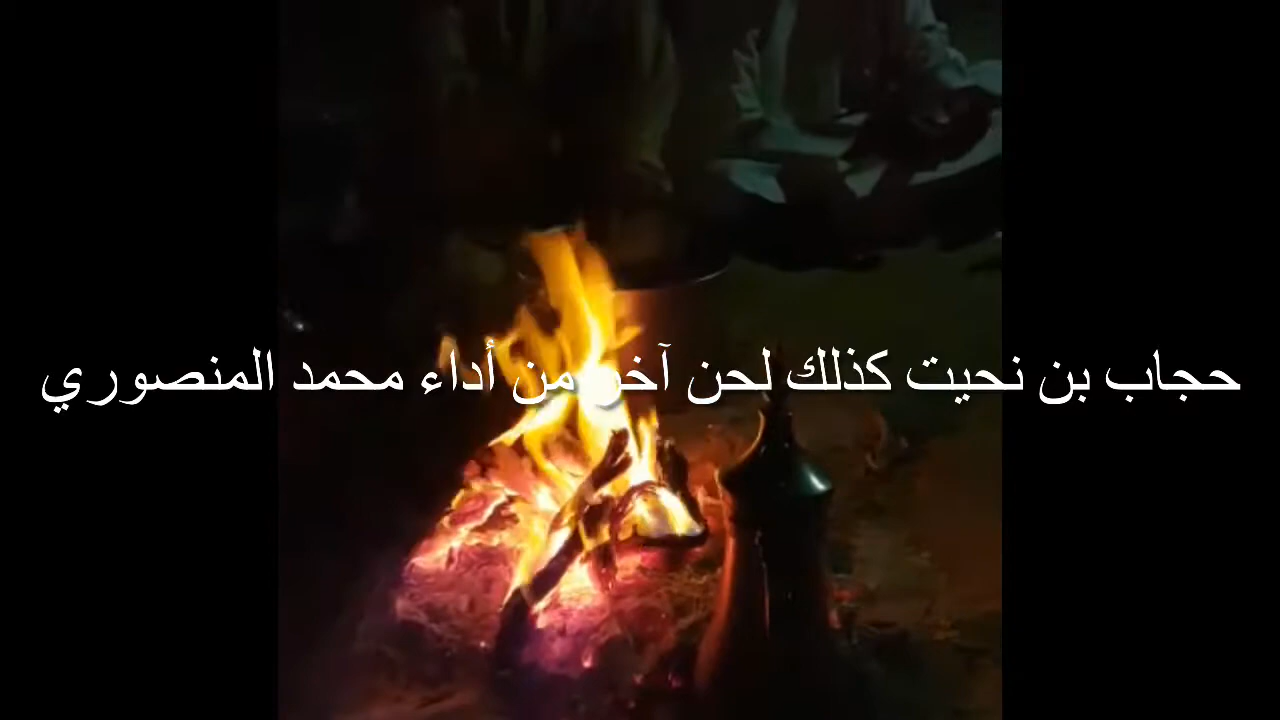 حجاب بن نحيت كذلك لحن آخر من أداء محمد المنصوري